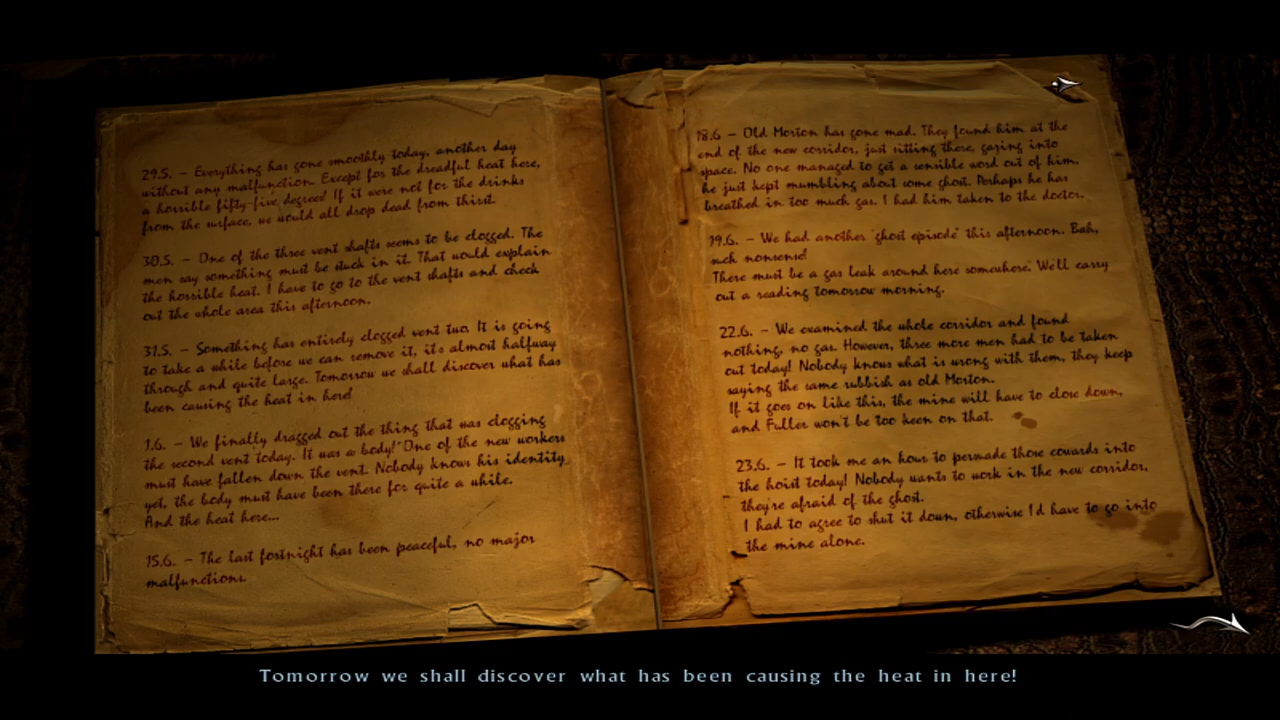 29.5. - Everything has gone smoothly today, another day
without any malfunction. Except for the dreadful heat here,
a horrible fifty-five degrees! If it were not for the drinks
from the surface, we would all drop dead from thirst.
30.5. - One of the three vent shafts seems to be clogged. The
men say something must be stuck in it. That would explain
the horrible heat. I have to go to the vent shafts and check
out the whole area this afternoon.
31.5. - Something has entirely clogged vent two. It is going
to take a while before we can remove it, it's almost halfway
through and quite large. Tomorrow we shall discover what has
been causing the heat in here!
1.6. - We finally dragged out the thing that was clogging
the second vent today. It was a body! One of the new workers
must have fallen down the vent. Nobody knows his identity
yet, the body must have been there for quite a while.
And the heat here...
15.6. - The last fortnight has been peaceful, no major
malfunctions.
18.6 - Old Morton has gone mad. They found him at the
end of the new corridor, just sitting there, gazing into
space. No one managed to get a sensible word out of him,
he just kept mumbling about some ghost. Perhaps he has
breathed in too much gas. I had him taken to the doctor.
19.6. - We had another "ghost episode" this afternoon. Bah,
such nonsense!
There must be a gas leak around here somewhere. We'll carry
out a reading tomorrow morning.
22.6. - We examined the whole corridor and found
nothing, no gas. However, three more men had to be taken
out today! Nobody knows what is wrong with them, they keep
saying the same rubbish as old Morton.
If it goes on like this, the mine will have to close down,
and Fuller won't be too keen on that.
23.6. - It took me an hour to persuade those cowards into
the hoist today! Nobody wants to work in the new corridor,
they're afraid of the ghost.
I had to agree to shut it down, otherwise I'd have to go into
the mine alone.
Tomorrow we shall discover what has been causing the heat in here!